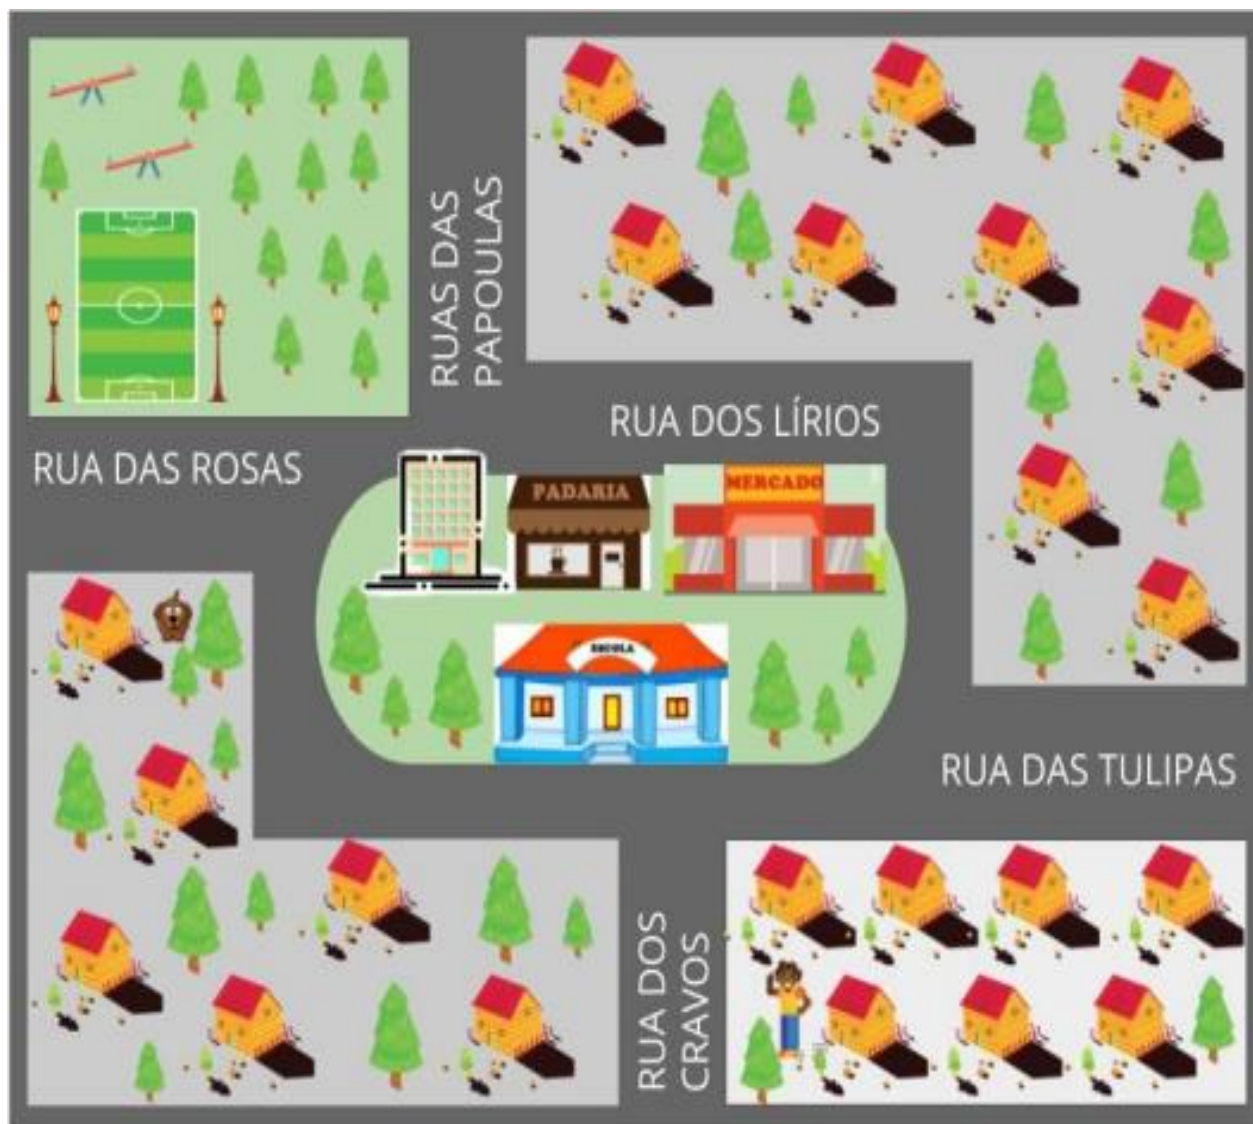 RUAS DAS
PAPOULAS
RUA DOS LÍRIOS
RUA DAS ROSAS
PADARIA
MERCADO
ESCOLA
RUA DAS TULIPAS
RUA DOS
CRAVOS